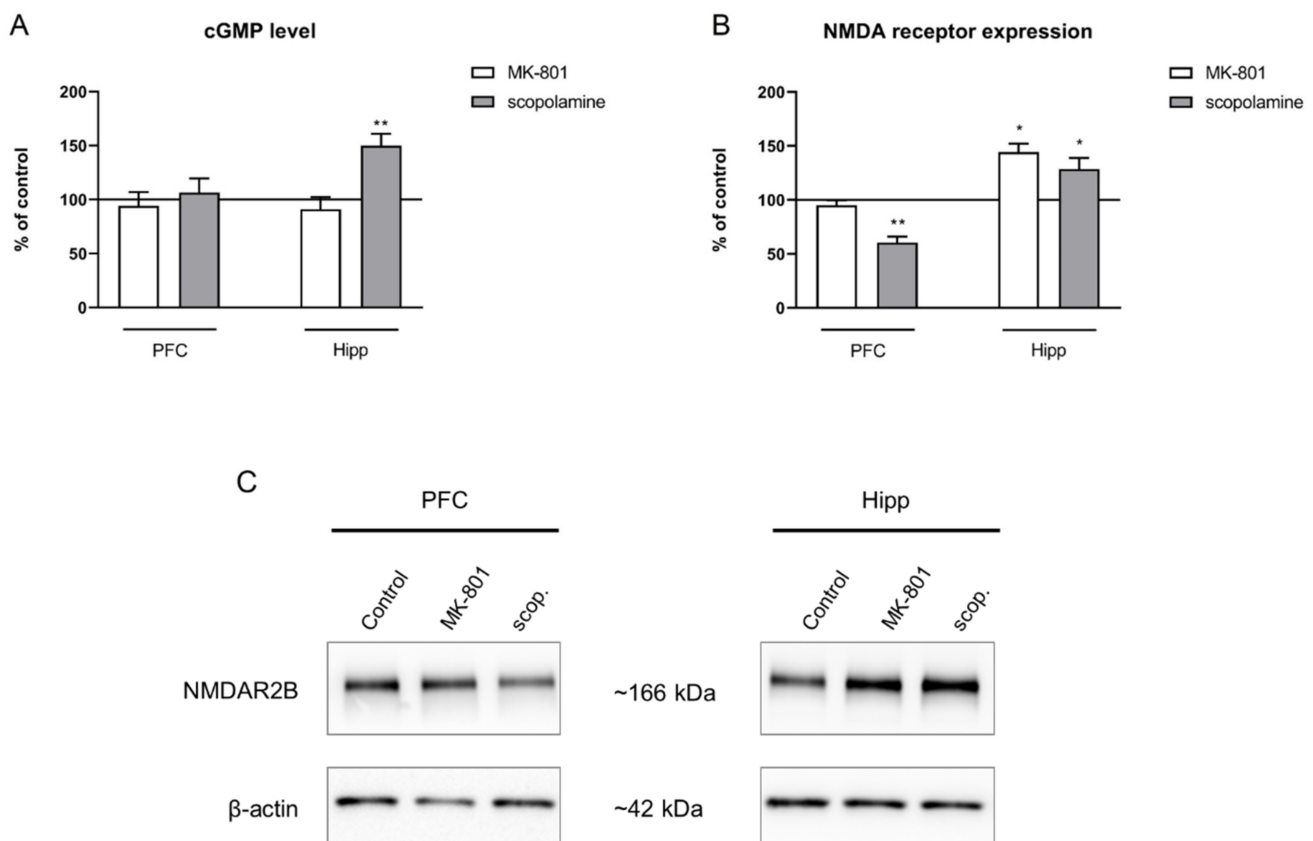 A
cGMP level
MK-801
scopolamine
% of control
200
150
100
50
0
**
PFC
Hipp
B
NMDA receptor expression
MK-801
scopolamine
% of control
200
150
100
50
0
**
*
*
PFC
Hipp
C
PFC
Hipp
Control
MK-801
scop.
Control
MK-801
scop.
NMDAR2B
~166 kDa
β-actin
~42 kDa